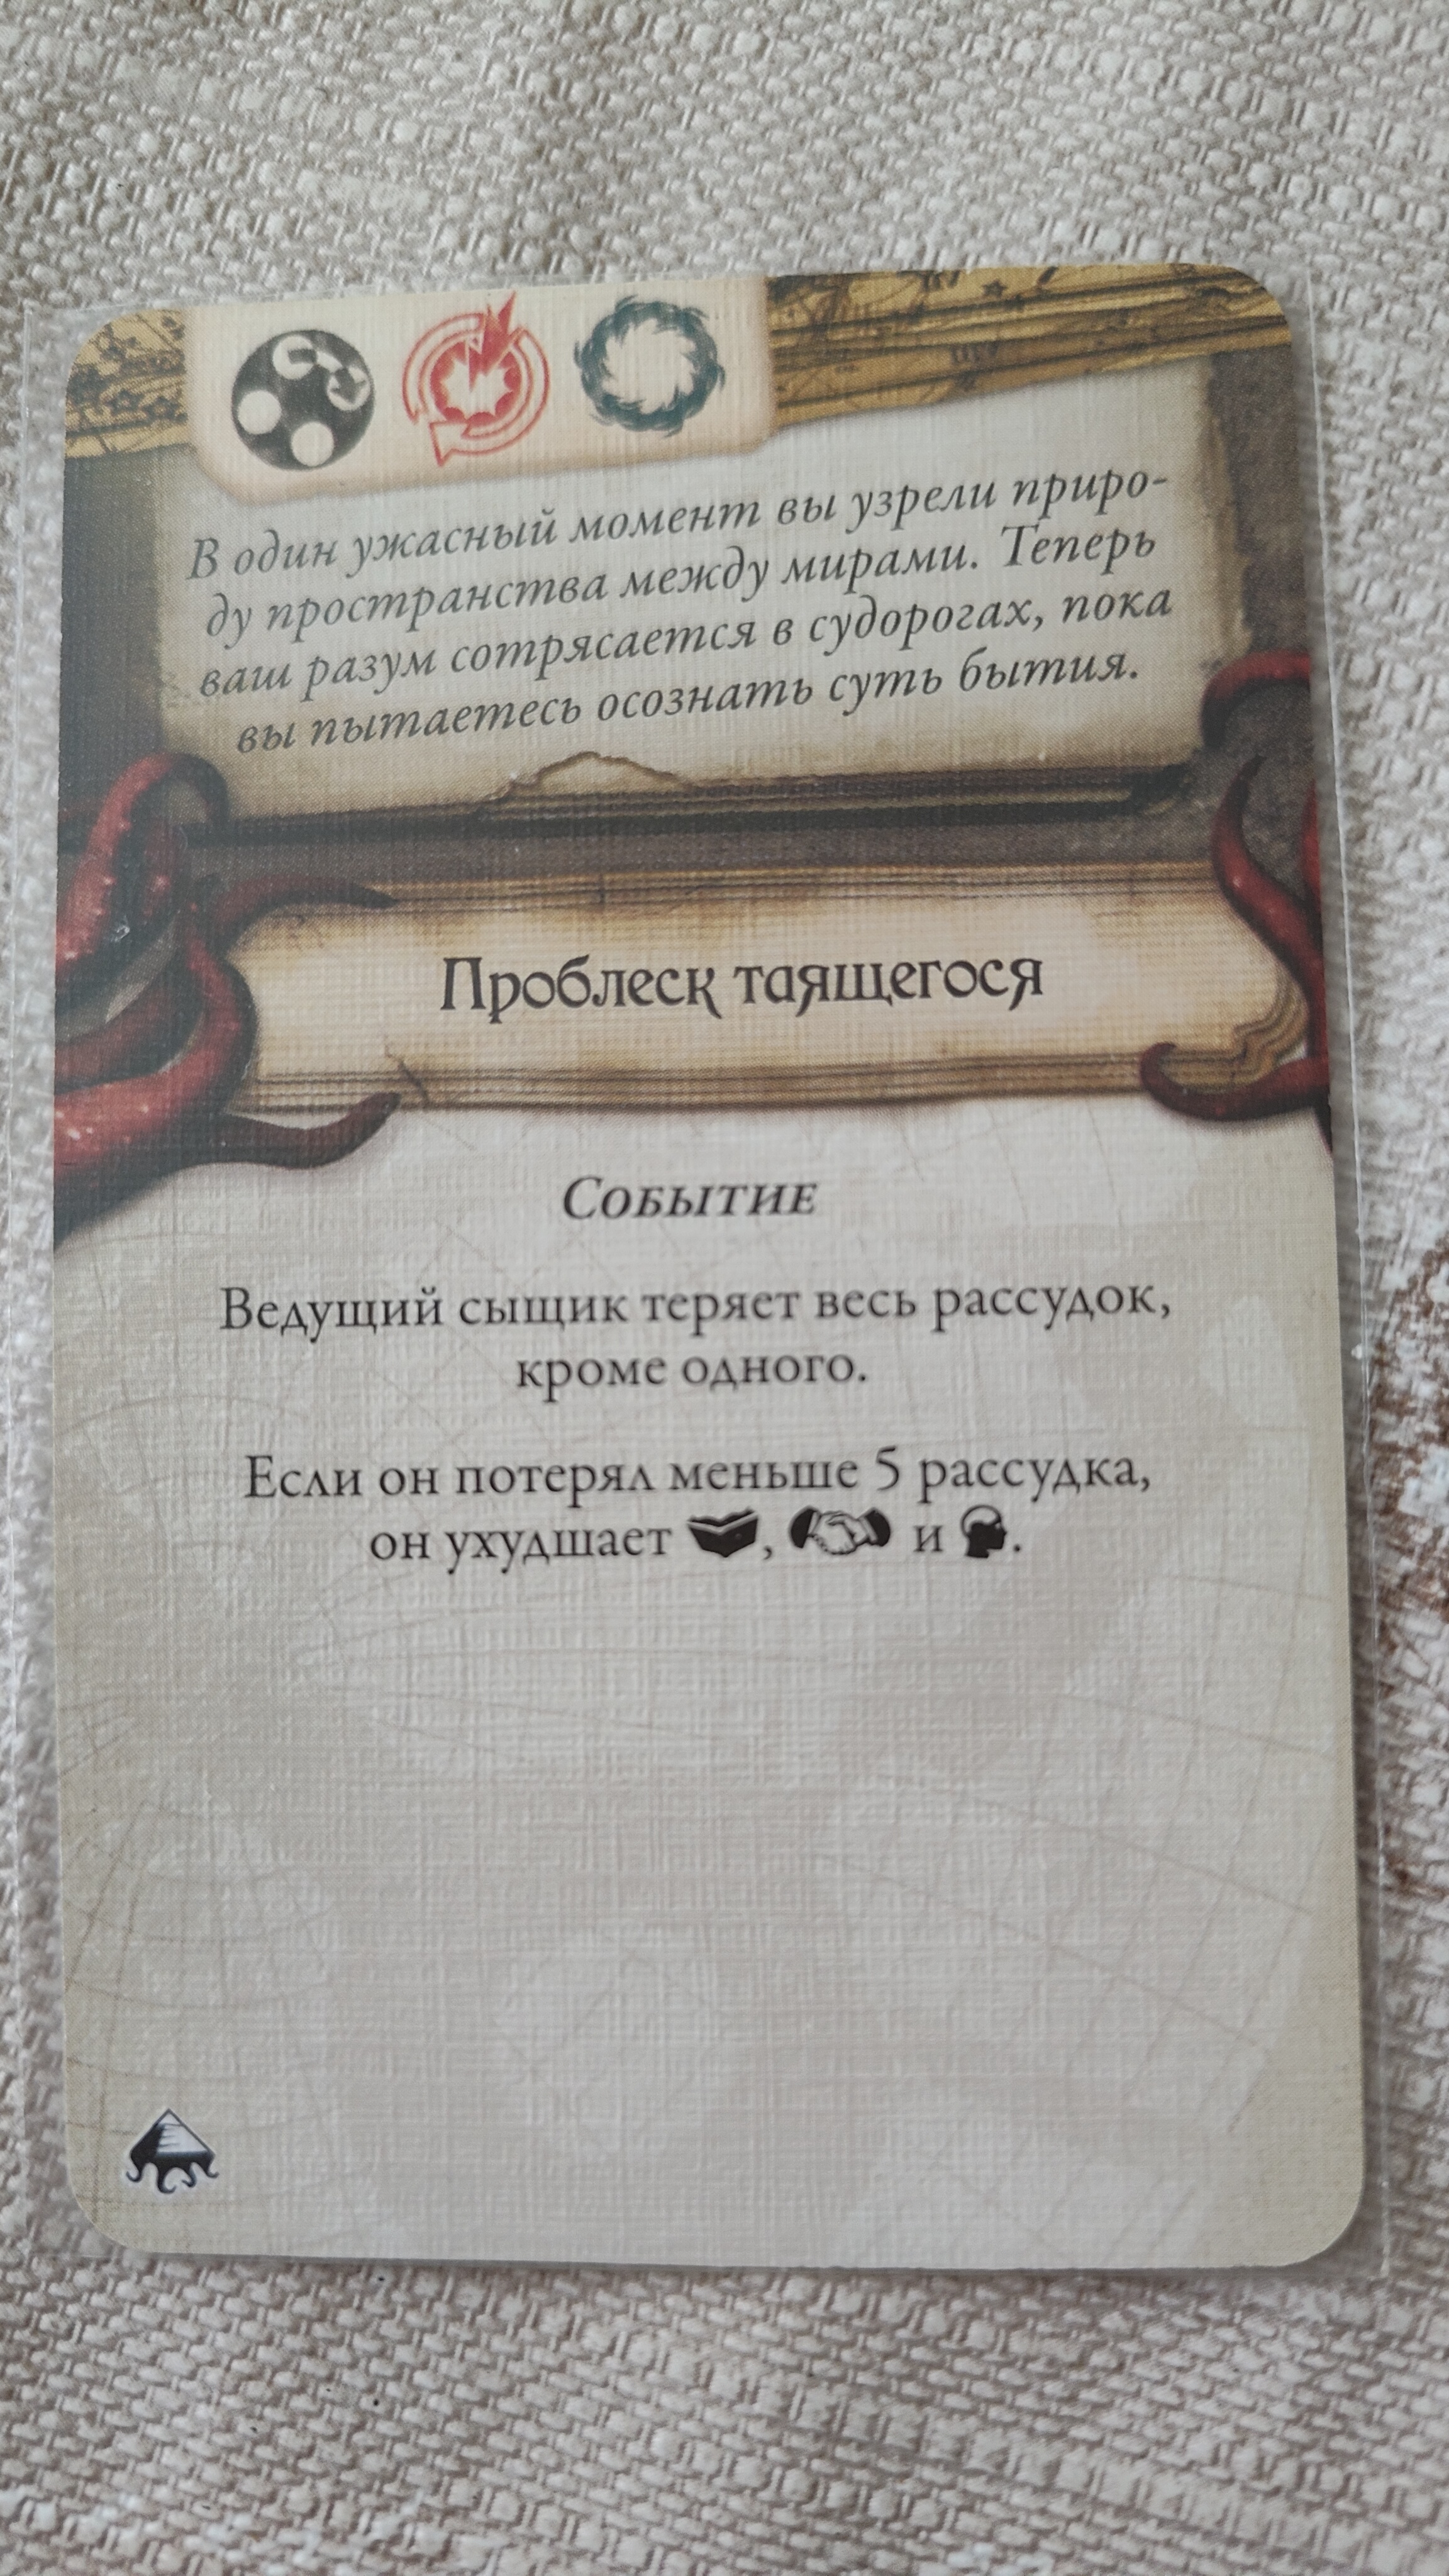 В один ужасный момент вы узрели приро-
ду пространства между мирами. Теперь
ваш разум сотрясается в судорогах, пока
вы пытаетесь осознать суть бытия.
Проблеск таящегося
Событие
Ведущий сыщик теряет весь рассудок,
кроме одного.
Если он потерял меньше 5 рассудка,
он ухудшает , и .